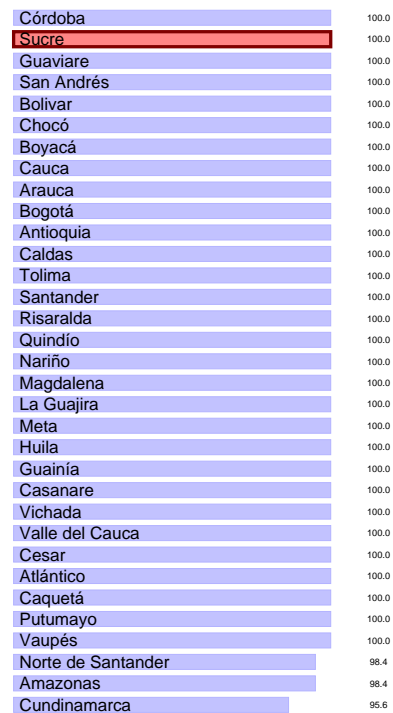 Córdoba 100.0
Sucre 100.0
Guaviare 100.0
San Andrés 100.0
Bolivar 100.0
Chocó 100.0
Boyacá 100.0
Cauca 100.0
Arauca 100.0
Bogotá 100.0
Antioquia 100.0
Caldas 100.0
Tolima 100.0
Santander 100.0
Risaralda 100.0
Quindío 100.0
Nariño 100.0
Magdalena 100.0
La Guajira 100.0
Meta 100.0
Huila 100.0
Guainía 100.0
Casanare 100.0
Vichada 100.0
Valle del Cauca 100.0
Cesar 100.0
Atlántico 100.0
Caquetá 100.0
Putumayo 100.0
Vaupés 100.0
Norte de Santander 98.4
Amazonas 98.4
Cundinamarca 95.6